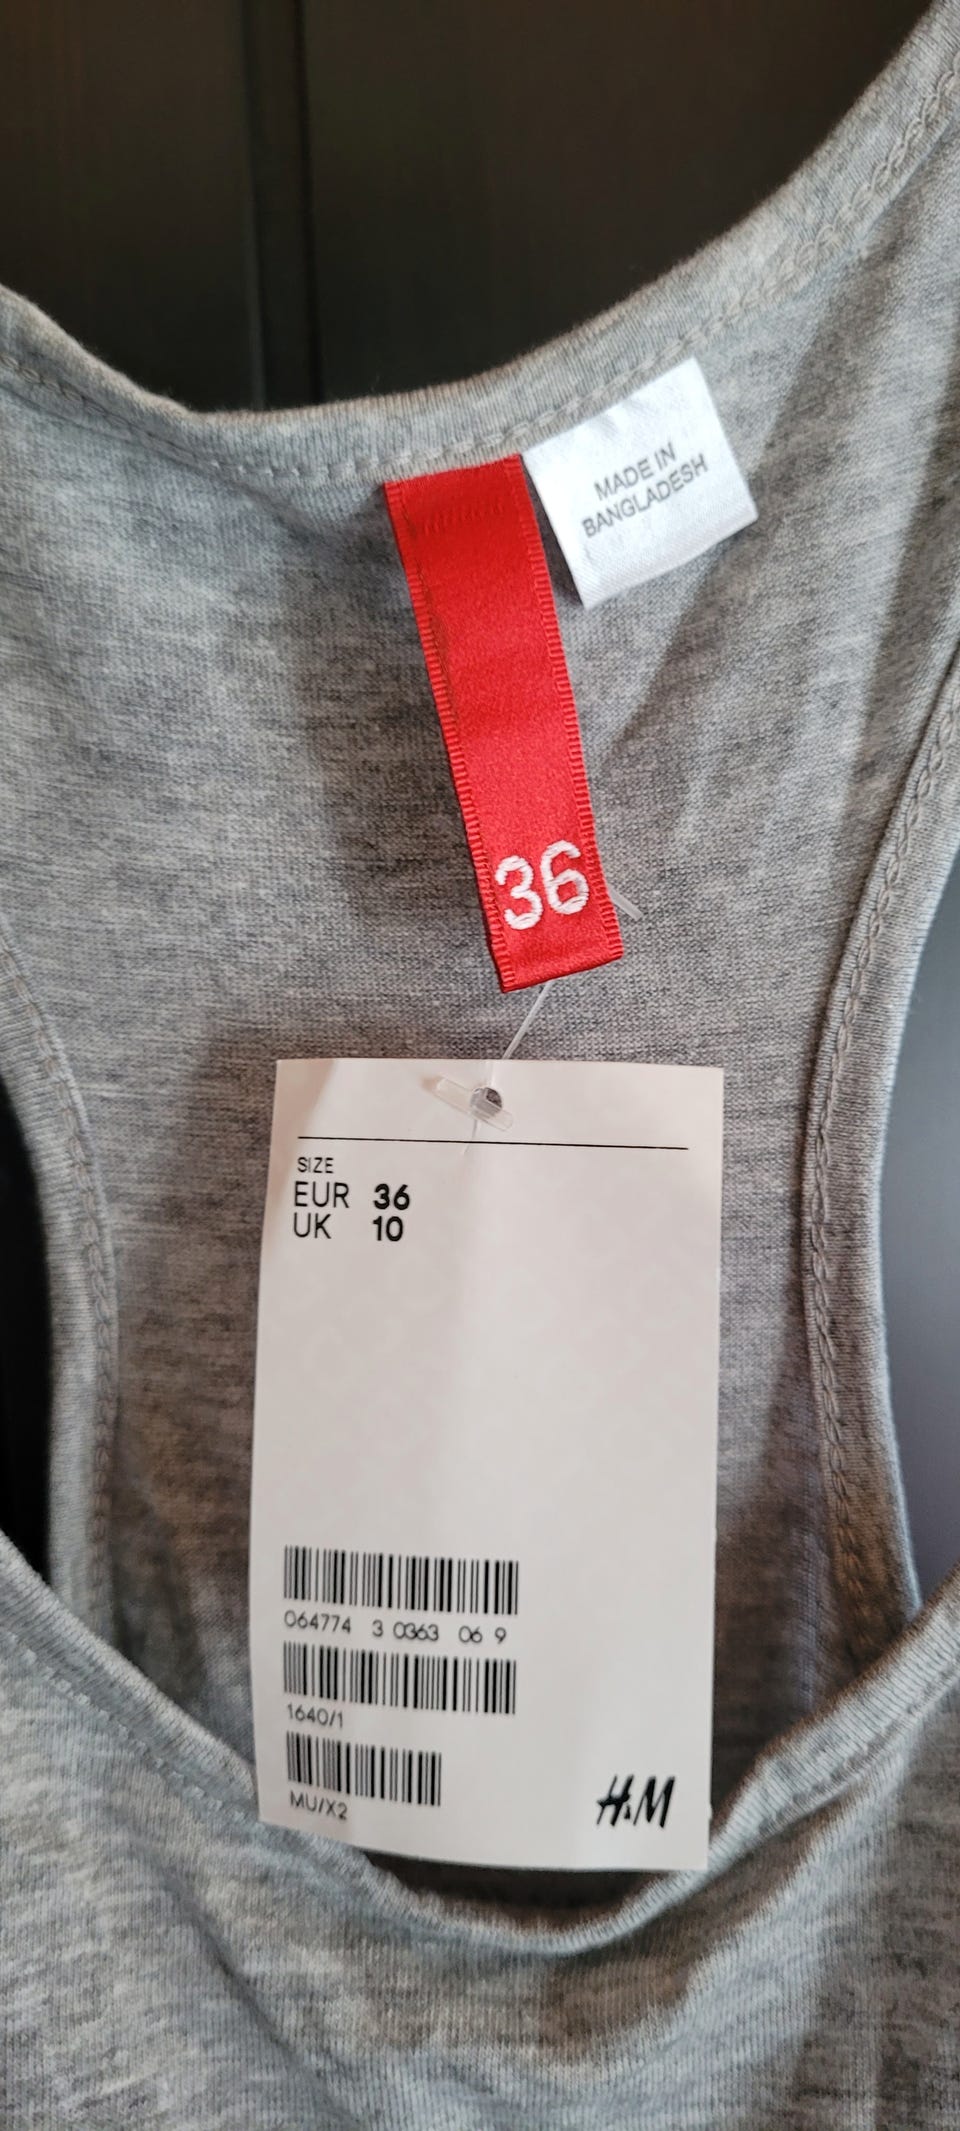 MADE IN
BANGLADESH
36
SIZE
EUR 36
UK 10
064774 3 0363 06 9
1640/1
MU/X2
H&M